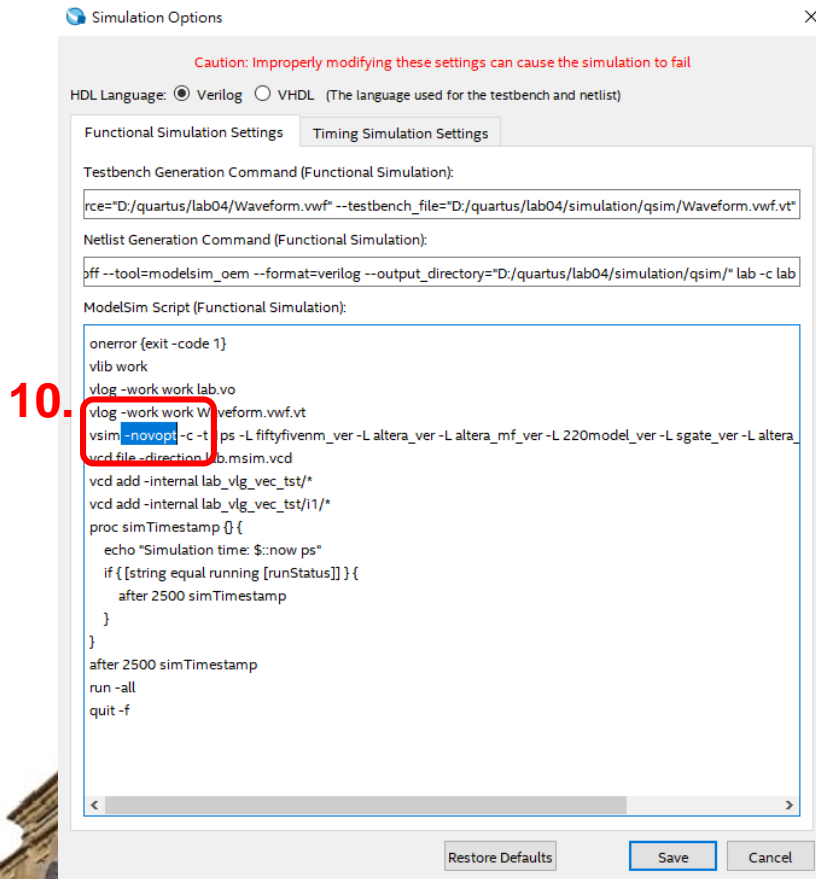 Simulation Options
Caution: Improperly modifying these settings can cause the simulation to fail
HDL Language: Verilog VHDL (The language used for the testbench and netlist)
Functional Simulation Settings Timing Simulation Settings
Testbench Generation Command (Functional Simulation):
rce="D:/quartus/lab04/Waveform.vwf" --testbench_file="D:/quartus/lab04/simulation/qsim/Waveform.vwf.vt"
Netlist Generation Command (Functional Simulation):
off --tool=modelsim_oem --format=verilog --output_directory="D:/quartus/lab04/simulation/qsim/" lab -c lab
ModelSim Script (Functional Simulation):
onerror {exit -code 1}
vlib work
vlog -work work lab.vo
10.
vlog -work work Waveform.vwf.vt
vsim -novopt -c -t ps -L fiftyfivenm_ver -L altera_ver -L altera_mf_ver -L 220model_ver -L sgate_ver -L altera_
vcd file -direction lab.msim.vcd
vcd add -internal lab_vlg_vec_tst/*
vcd add -internal lab_vlg_vec_tst/i1/*
proc simTimestamp {} {
echo "Simulation time: $::now ps"
if { [string equal running [runStatus]] } {
after 2500 simTimestamp
}
}
after 2500 simTimestamp
run -all
quit -f
Restore Defaults Save Cancel